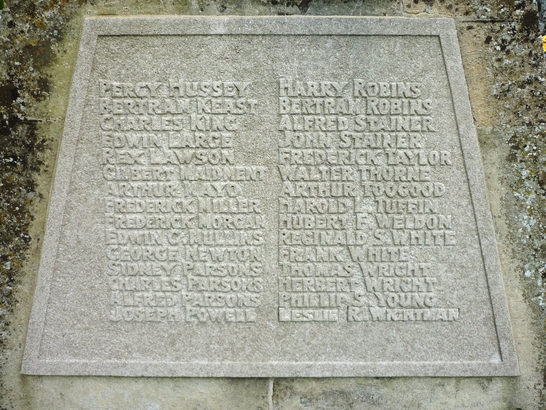 PERCY HUSSEY
BERTRAM KEAST
CHARLES KING
EDWIN LARGE
REX LAWSON
GILBERT MAIDMENT
ARTHUR MAYO
FREDERICK MILLER
FREDERICK MORGAN
EDWIN C. MULLINS
GEORGE NEWTON
SIDNEY PARSONS
CHARLES PARSONS
ALFRED PARSONS
JOSEPH POWELL
HARRY ROBINS
BERTRAM ROBINS
ALFRED STAINER
JOHN STAINER
FREDERICK TAYLOR
WALTER THORNE
ARTHUR TOOGOOD
HAROLD L. TUFFIN
HUBERT F. WELDON
REGINALD S. WHITE
FRANK WHITE
THOMAS WRIGHT
HERBERT WRIGHT
PHILLIP S. YOUNG
LESLIE R. WIGHTMAN